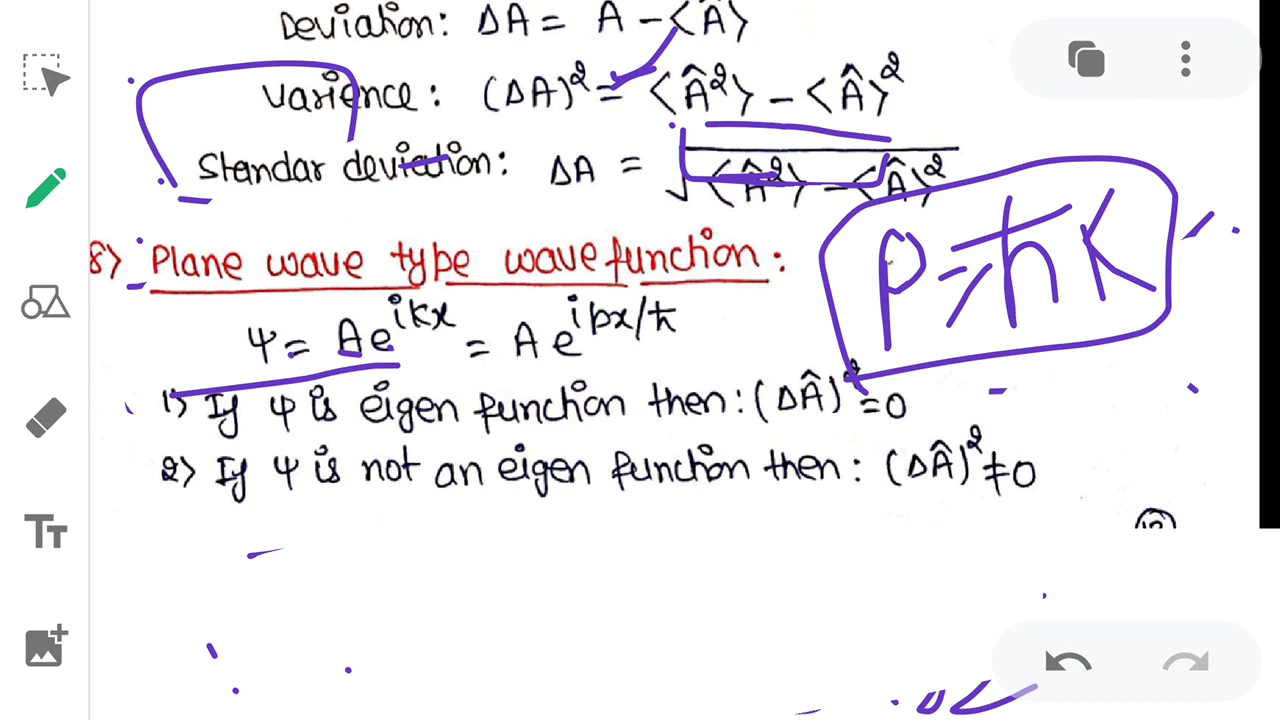 Deviation: ΔA = A - <Â>
Varience: (ΔA)² = <Â²> - <Â>²
Standar deviation: ΔA = √<Â²> - <Â>²
8> Plane wave type wavefunction:
P = ħK
ψ = Ae^{ikx} = Ae^{ipx/ħ}
1> If ψ is eigen function then: (ΔÂ)² = 0
2> If ψ is not an eigen function then: (ΔÂ)² ≠ 0
TT